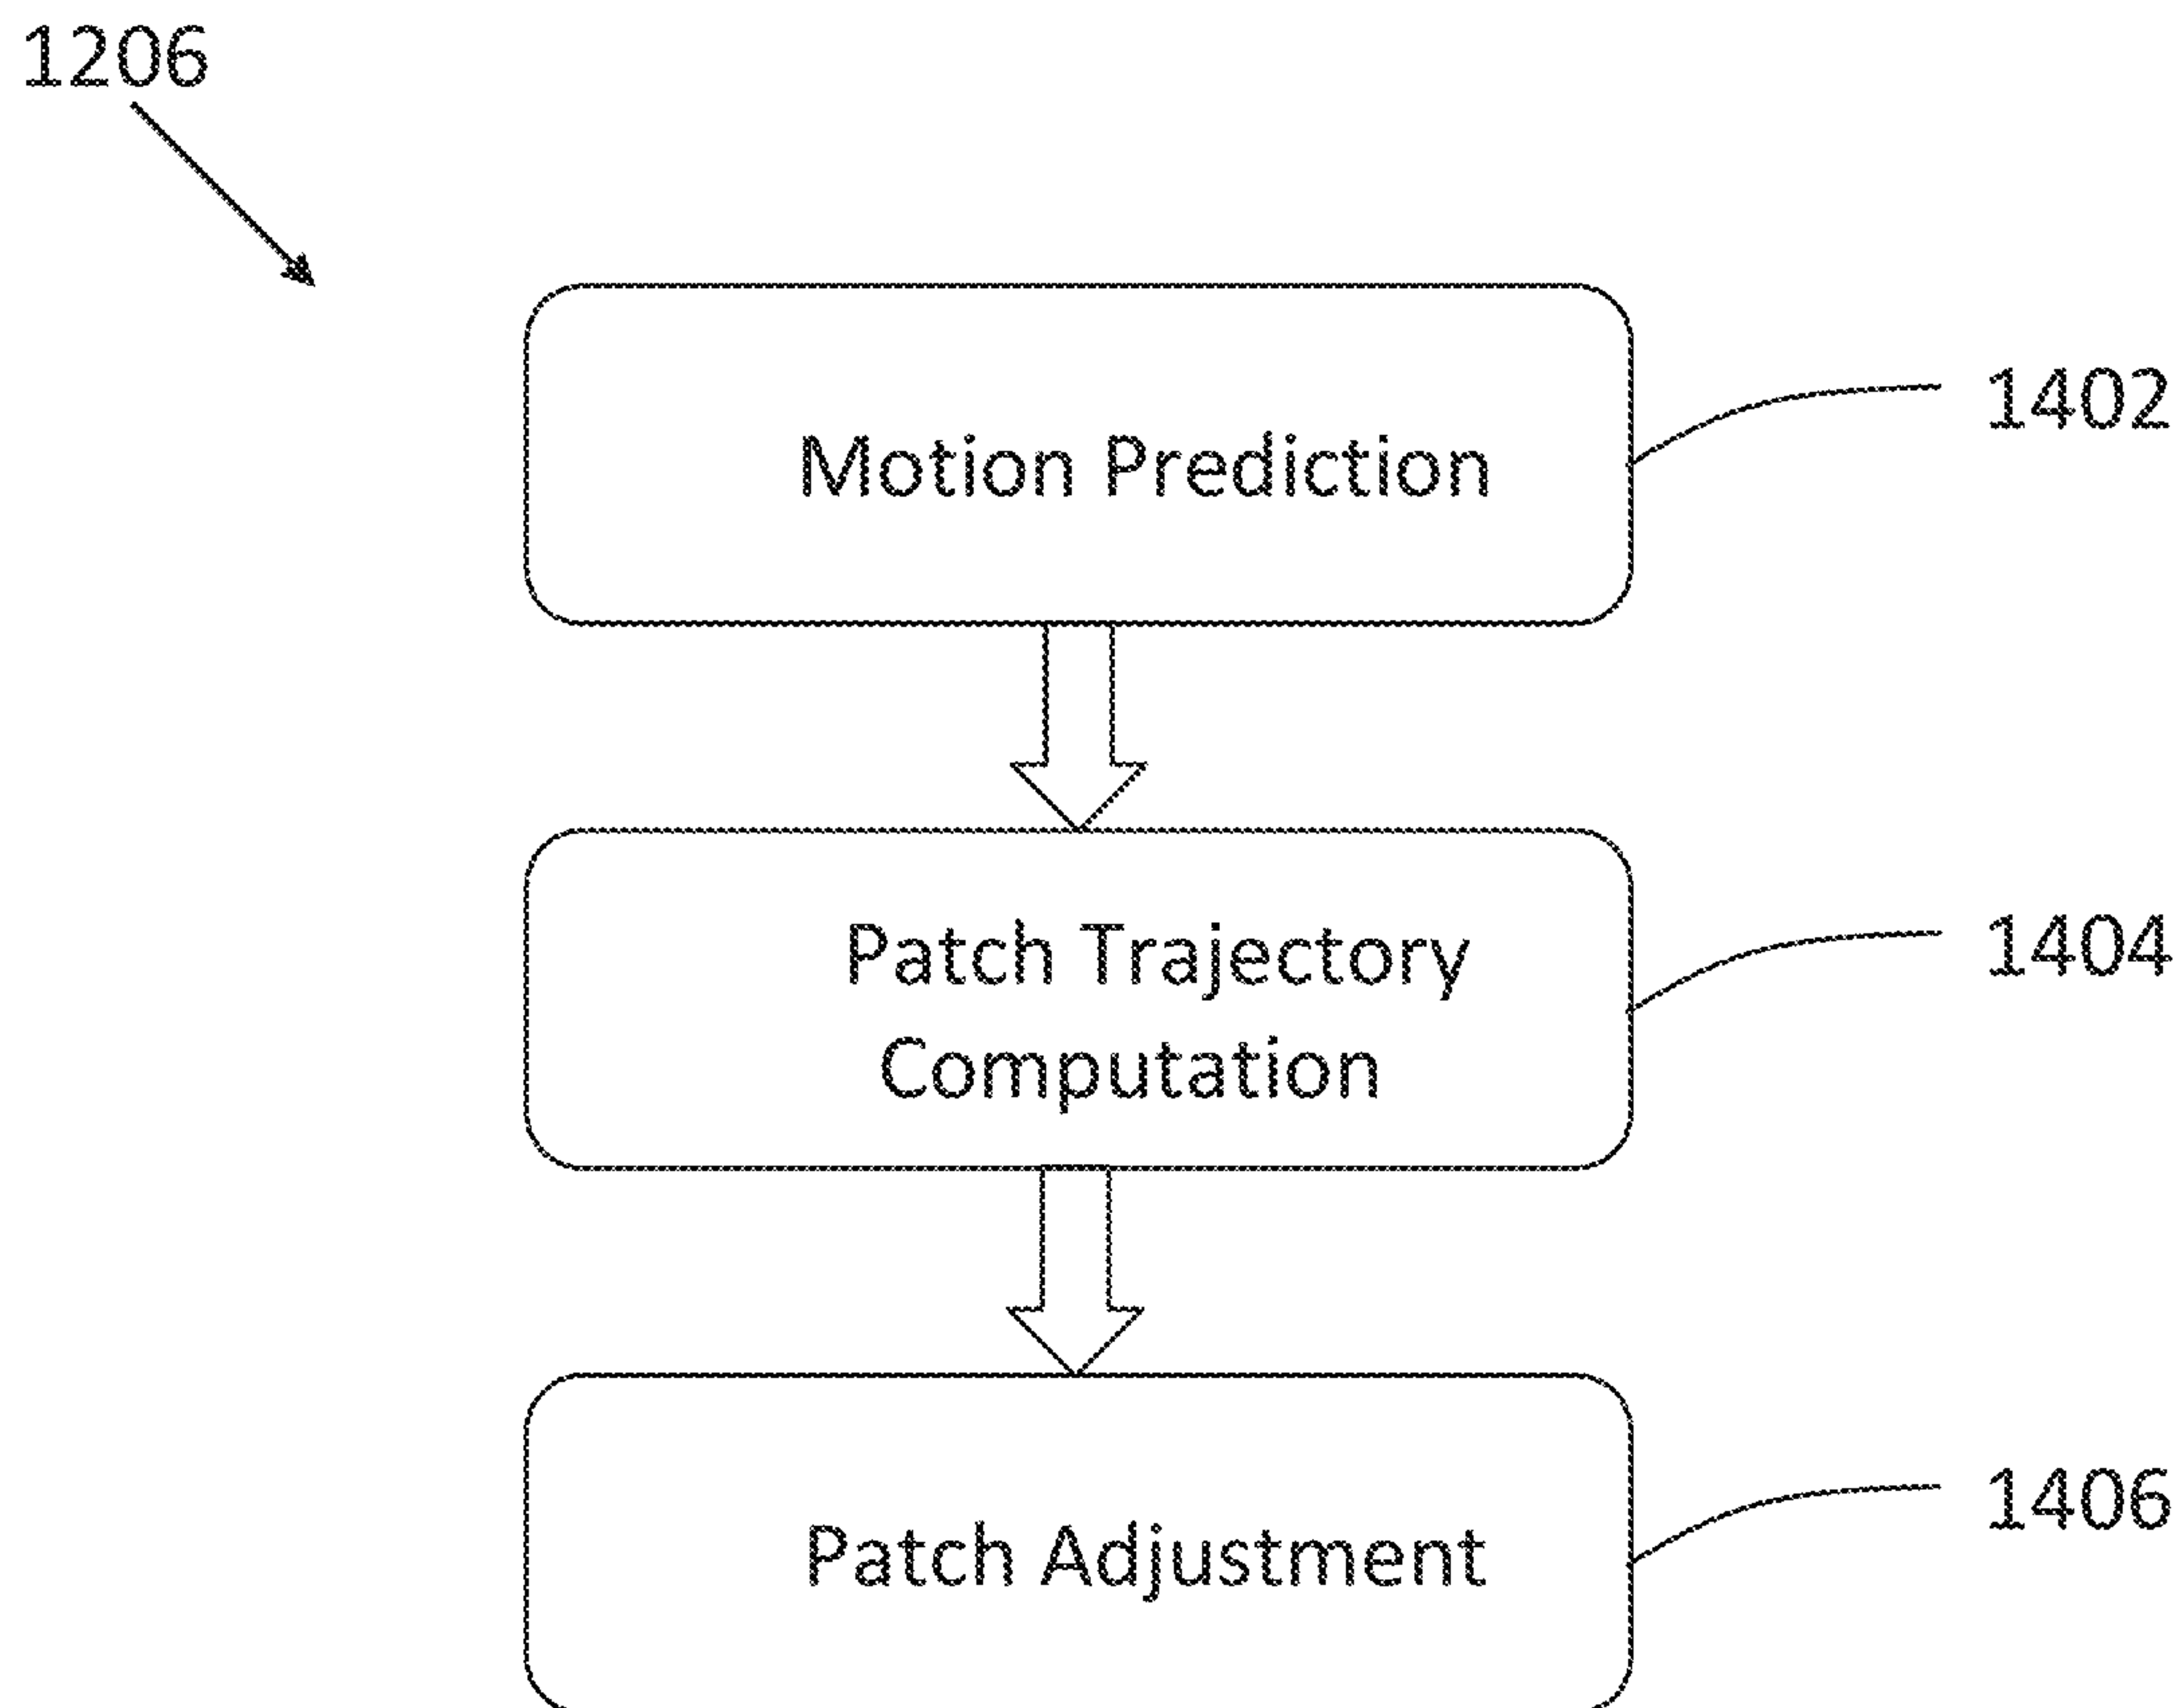 1206
Motion Prediction
1402
Patch Trajectory
Computation
1404
Patch Adjustment
1406